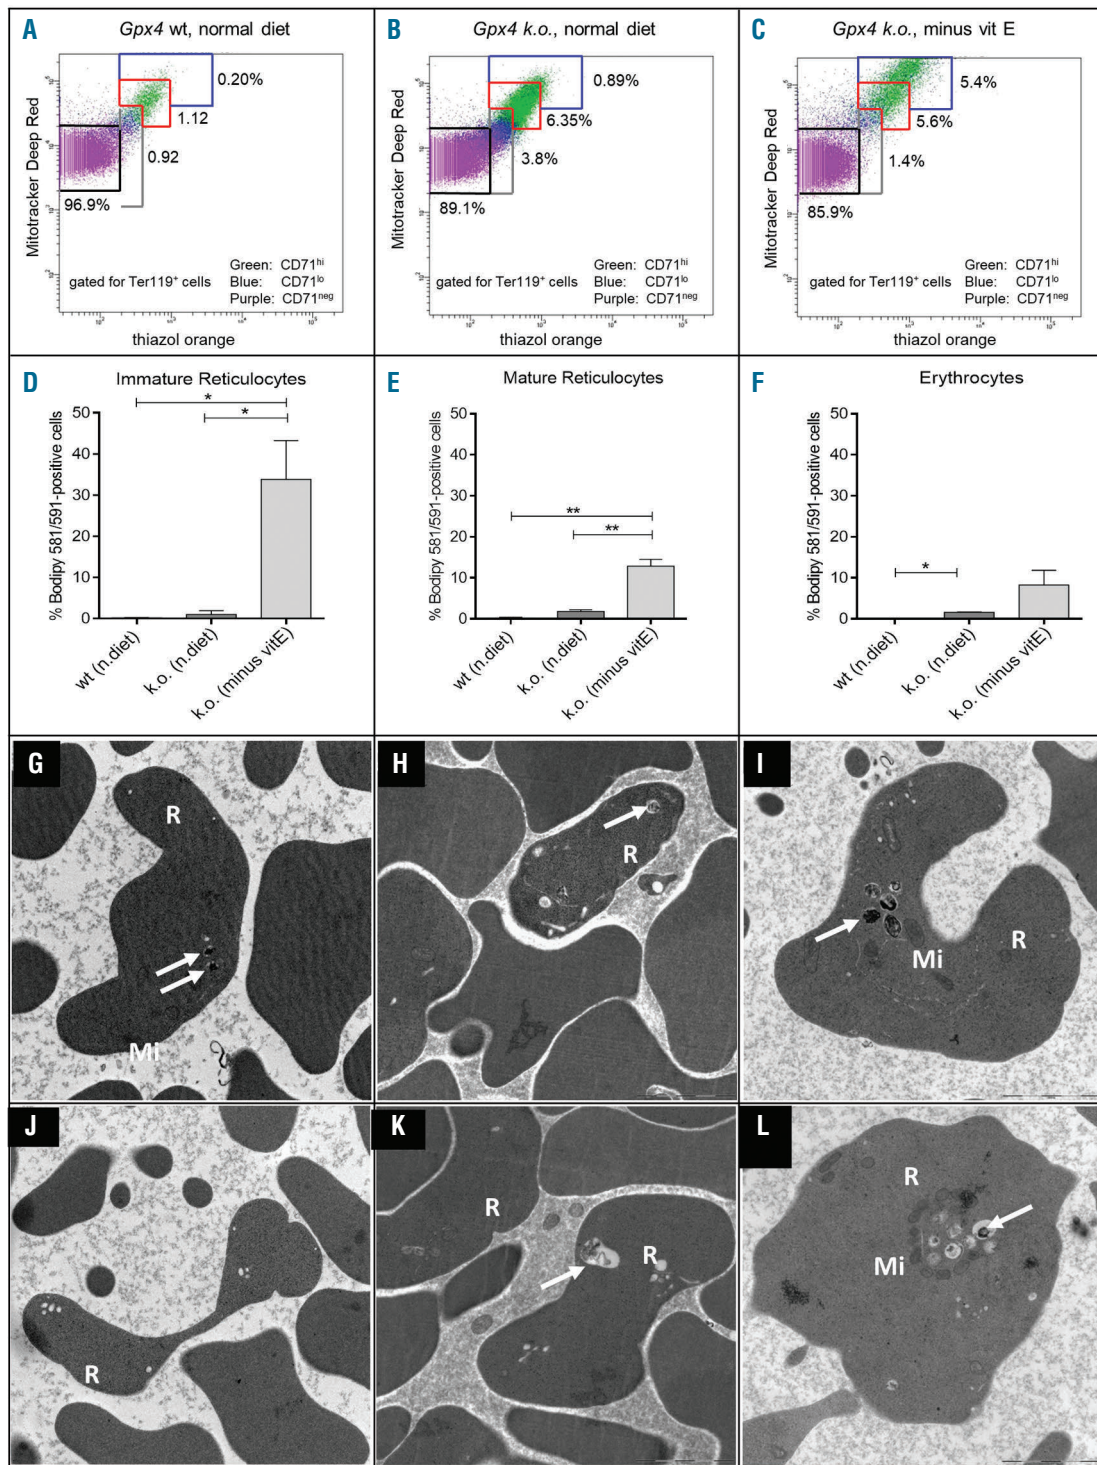 A
Gpx4 wt, normal diet
Mitotracker Deep Red
0.20%
1.12
0.92
96.9%
gated for Ter119+ cells
Green: CD71hi
Blue: CD71lo
Purple: CD71neg
thiazol orange
B
Gpx4 k.o., normal diet
Mitotracker Deep Red
0.89%
6.35%
3.8%
89.1%
gated for Ter119+ cells
Green: CD71hi
Blue: CD71lo
Purple: CD71neg
thiazol orange
C
Gpx4 k.o., minus vit E
Mitotracker Deep Red
5.4%
5.6%
1.4%
85.9%
gated for Ter119+ cells
Green: CD71hi
Blue: CD71lo
Purple: CD71neg
thiazol orange
D
Immature Reticulocytes
% Bodipy 581/591-positive cells
50
40
30
20
10
0
*
*
wt (n.diet)
k.o. (n.diet)
k.o. (minus vitE)
E
Mature Reticulocytes
% Bodipy 581/591-positive cells
50
40
30
20
10
0
**
**
wt (n.diet)
k.o. (n.diet)
k.o. (minus vitE)
F
Erythrocytes
% Bodipy 581/591-positive cells
50
40
30
20
10
0
*
wt (n.diet)
k.o. (n.diet)
k.o. (minus vitE)
G
R
Mi
H
R
I
Mi
R
J
R
K
R
R
L
R
Mi